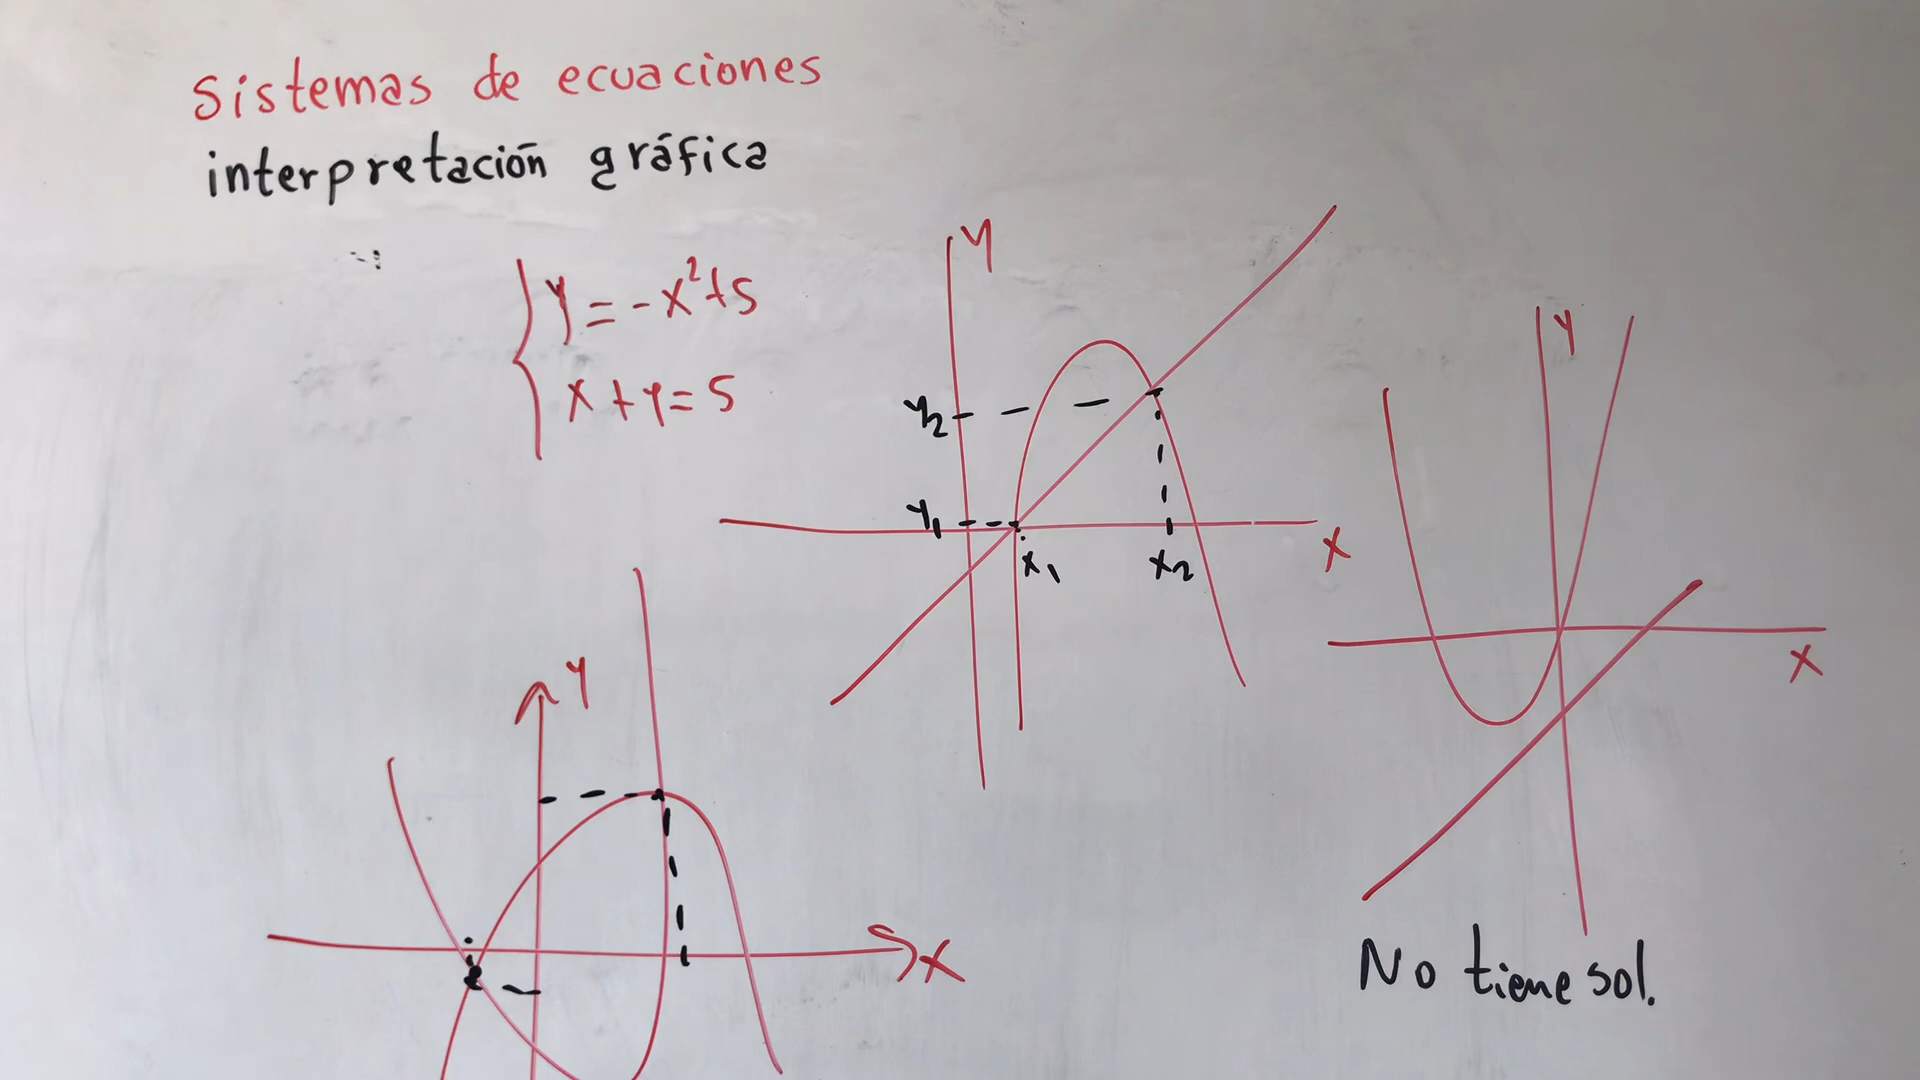 Sistemas de ecuaciones
interpretación gráfica
y = -x²+5
x + y = 5
y
y₂
y₁
x₁ x₂
x
y
x
y
x
No tiene sol.